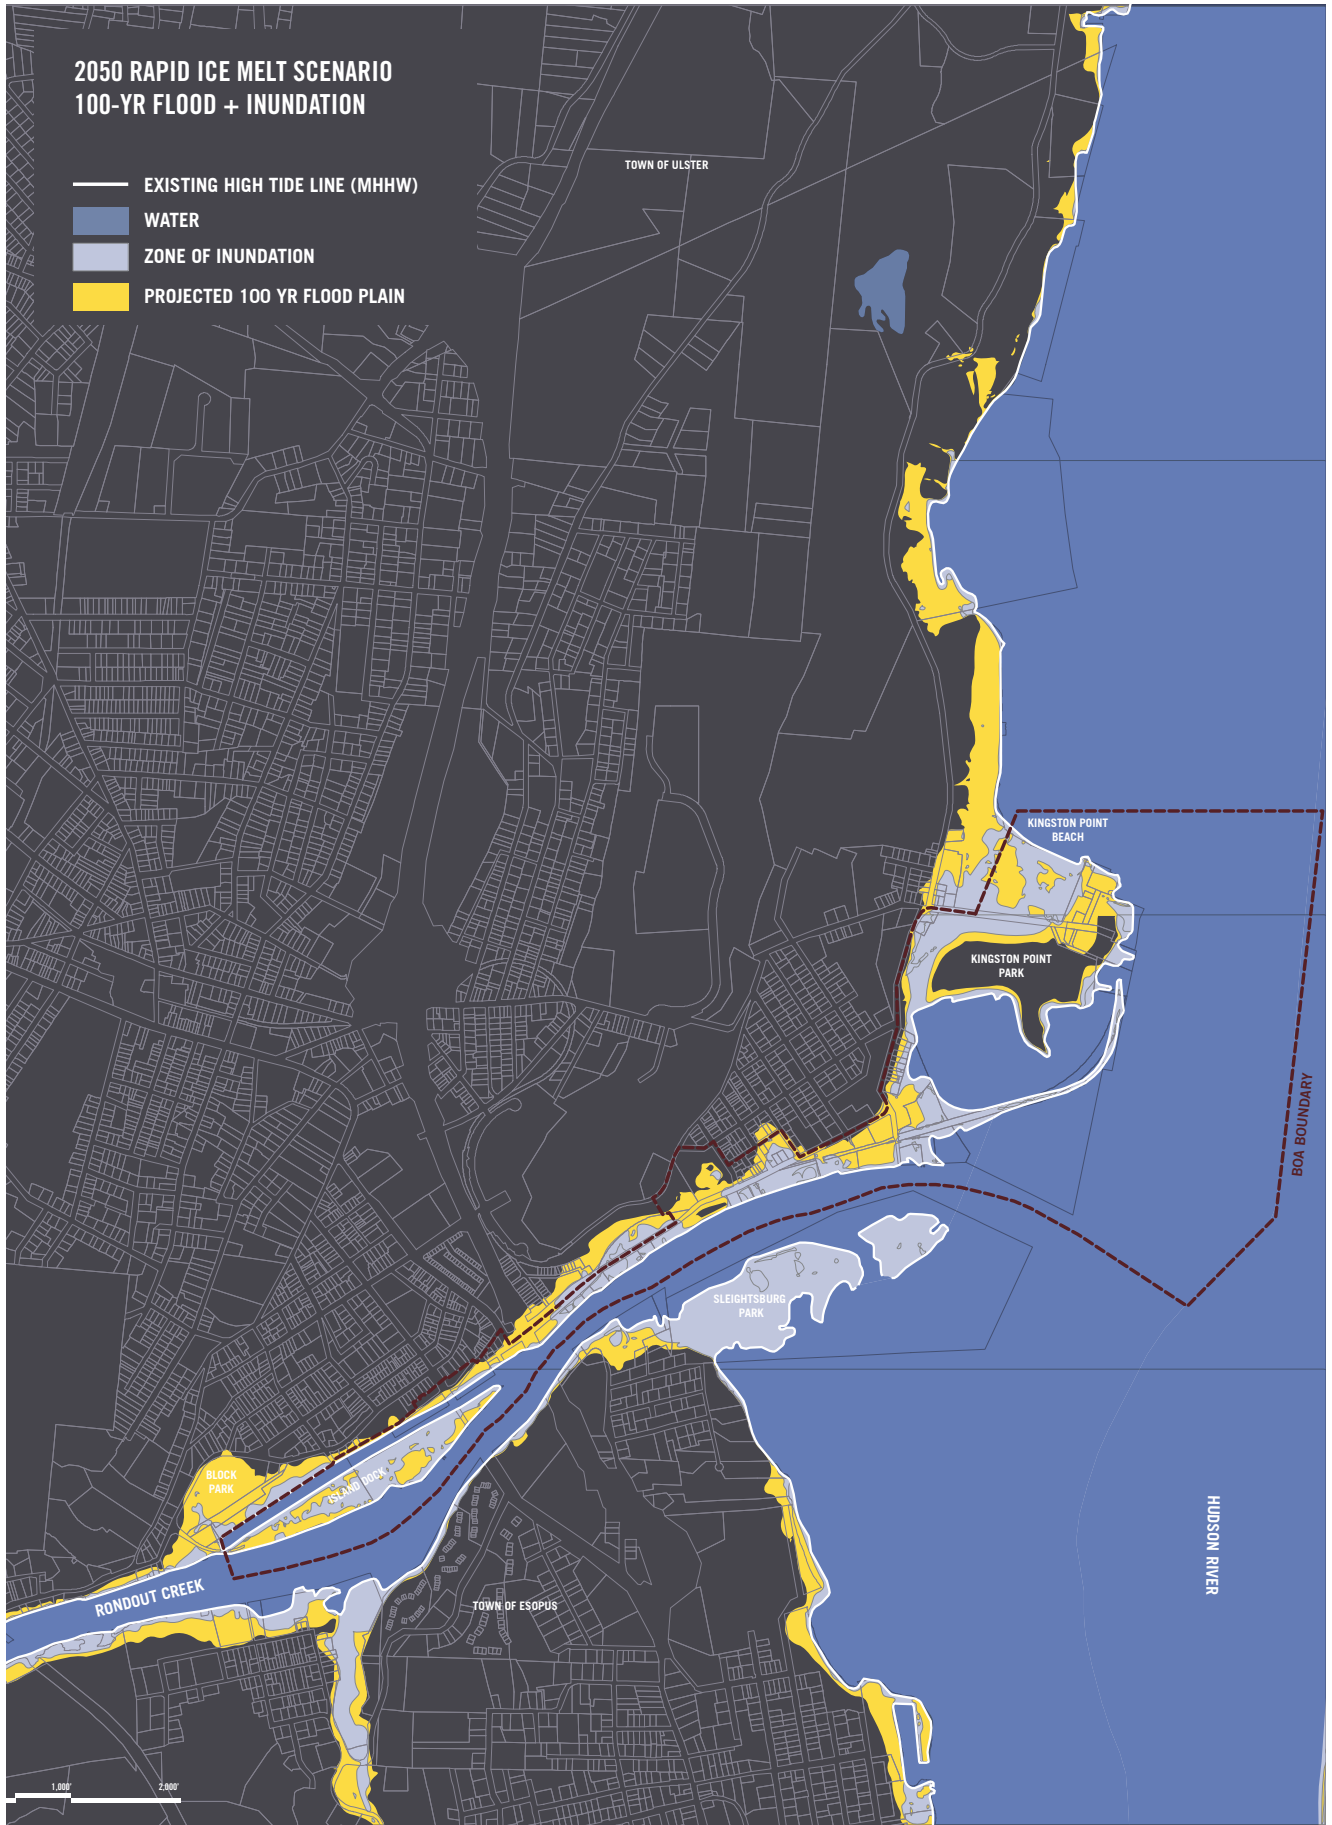 2050 RAPID ICE MELT SCENARIO
100-YR FLOOD + INUNDATION
EXISTING HIGH TIDE LINE (MHHW)
WATER
ZONE OF INUNDATION
PROJECTED 100 YR FLOOD PLAIN
TOWN OF ULSTER
KINGSTON POINT
BEACH
KINGSTON POINT
PARK
BOA BOUNDARY
SLEIGHTSBURG
PARK
BLOCK
PARK
ISLAND DOCK
HUDSON RIVER
RONDOUT CREEK
TOWN OF ESOPUS
1,000'
2,000'